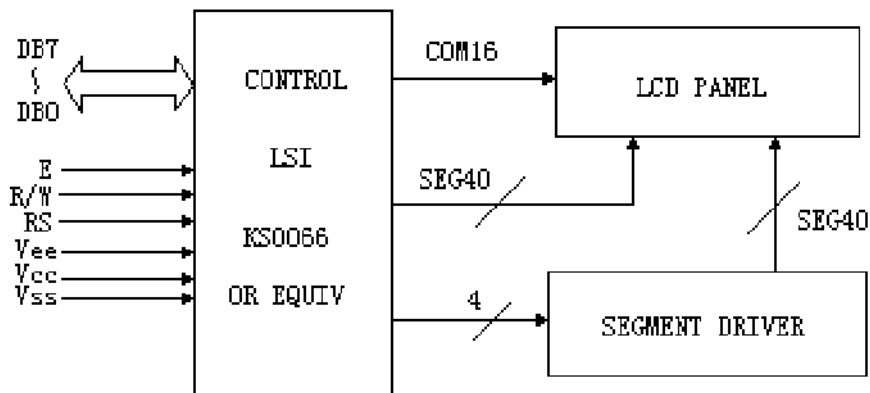 DB7
DB0
E
R/W
RS
Vee
Vcc
Vss
CONTROL
LSI
KS0066
OR EQUIV
COM16
SEG40
4
LCD PANEL
SEG40
SEGMENT DRIVER